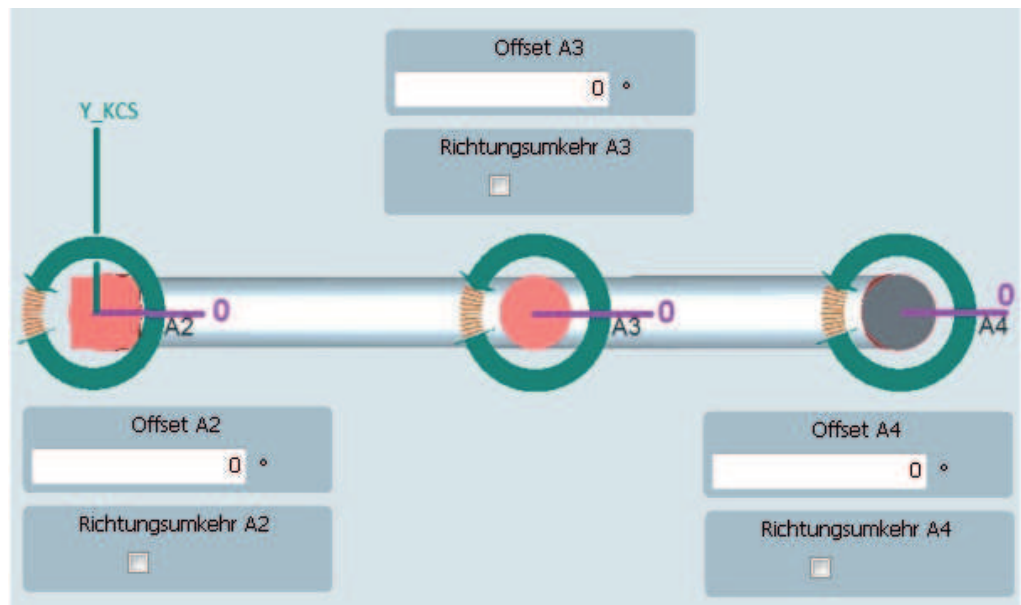 Offset A3
0 °
Richtungsumkehr A3
Y_KCS
A2 0
A3 0
A4 0
Offset A2
0 °
Richtungsumkehr A2
Offset A4
0 °
Richtungsumkehr A4